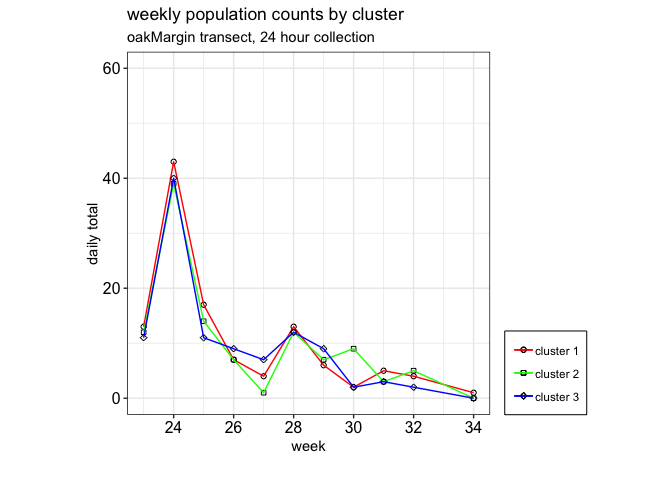 weekly population counts by cluster
oakMargin transect, 24 hour collection
60
40
20
0
daily total
24 26 28 30 32 34
week
cluster 1
cluster 2
cluster 3